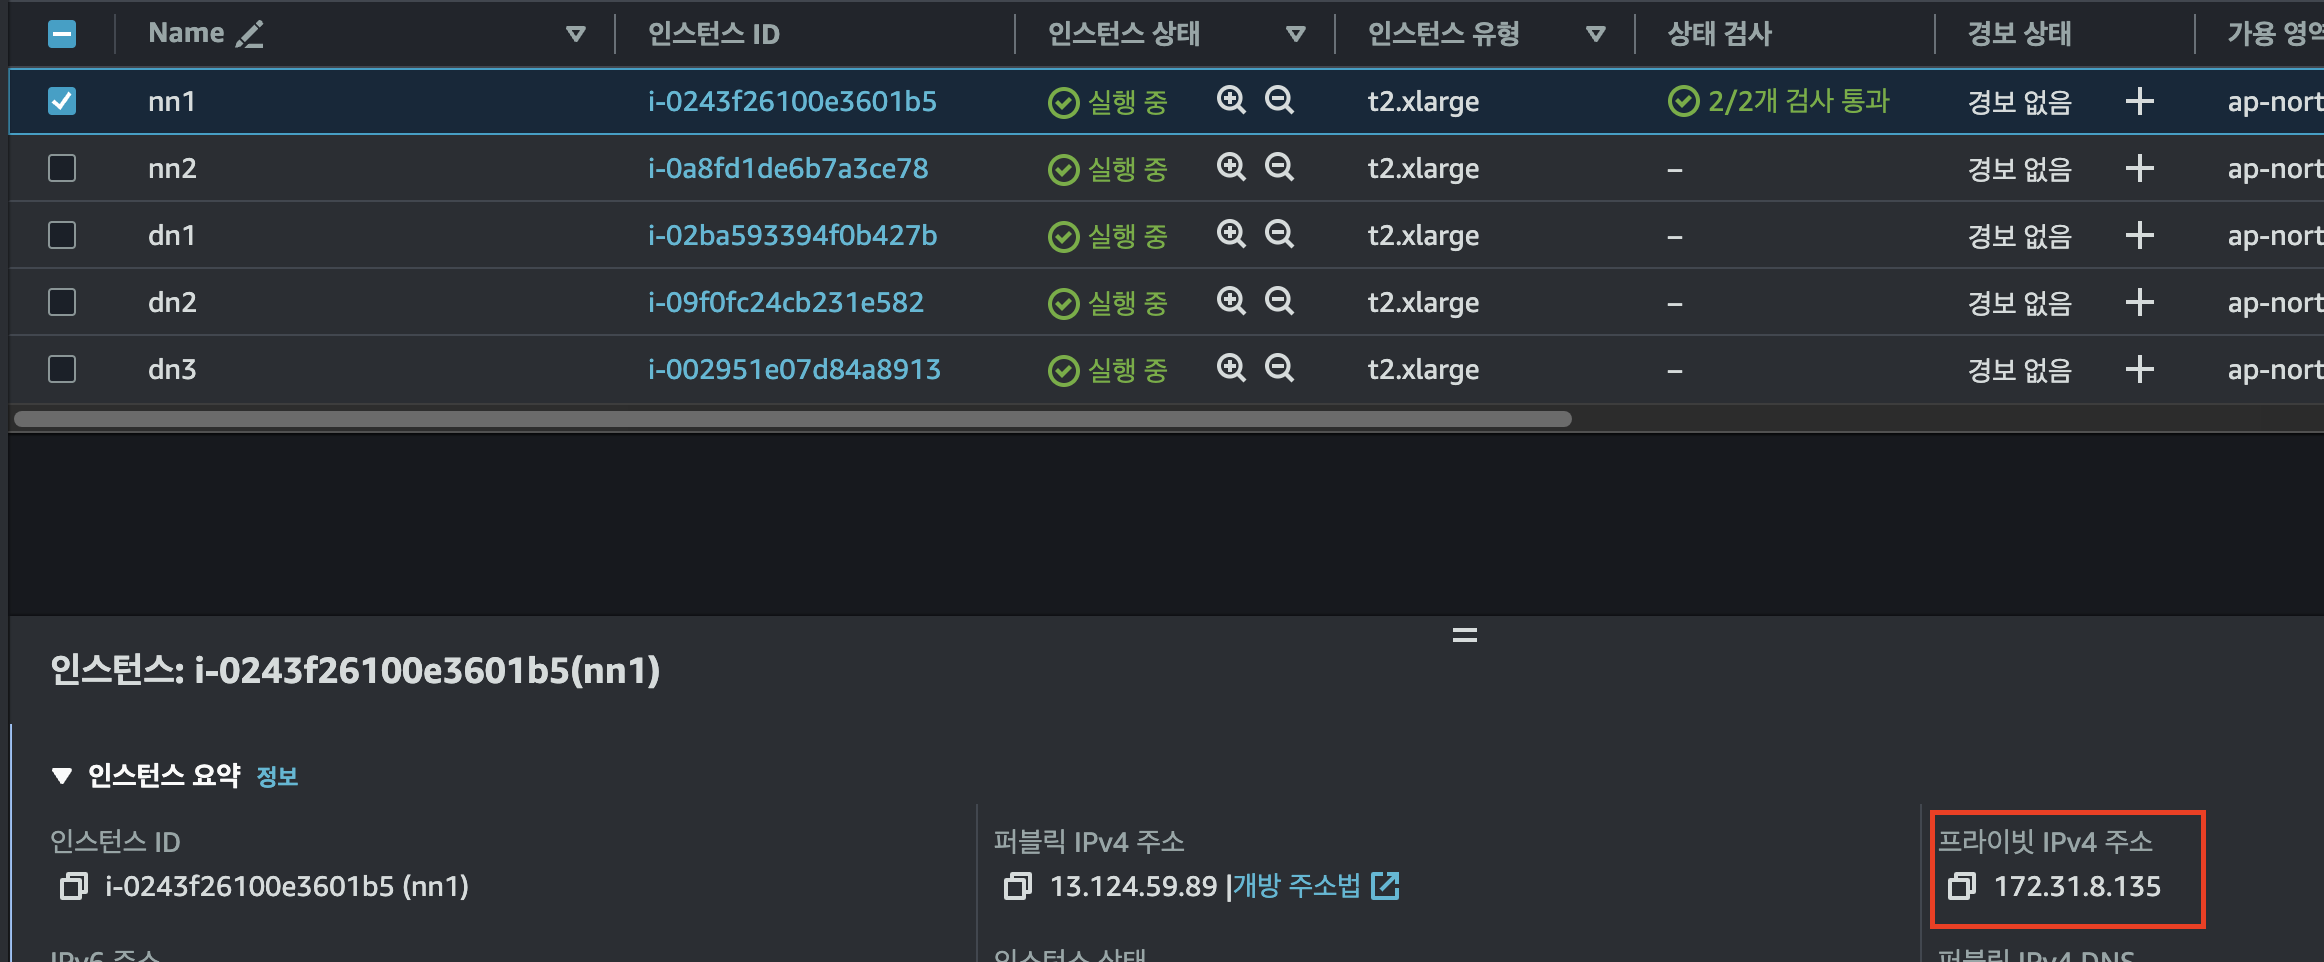 Name 인스턴스 ID 인스턴스 상태 인스턴스 유형 상태 검사 경보 상태 가용 영역
nn1 i-0243f26100e3601b5 실행 중 t2.xlarge 2/2개 검사 통과 경보 없음 ap-nort
nn2 i-0a8fd1de6b7a3ce78 실행 중 t2.xlarge – 경보 없음 ap-nort
dn1 i-02ba593394f0b427b 실행 중 t2.xlarge – 경보 없음 ap-nort
dn2 i-09f0fc24cb231e582 실행 중 t2.xlarge – 경보 없음 ap-nort
dn3 i-002951e07d84a8913 실행 중 t2.xlarge – 경보 없음 ap-nort
인스턴스: i-0243f26100e3601b5(nn1)
인스턴스 요약 정보
인스턴스 ID 퍼블릭 IPv4 주소 프라이빗 IPv4 주소
i-0243f26100e3601b5 (nn1) 13.124.59.89 |개방 주소법 172.31.8.135
IPv6 주소 인스턴스 상태 퍼블릭 IPv4 DNS